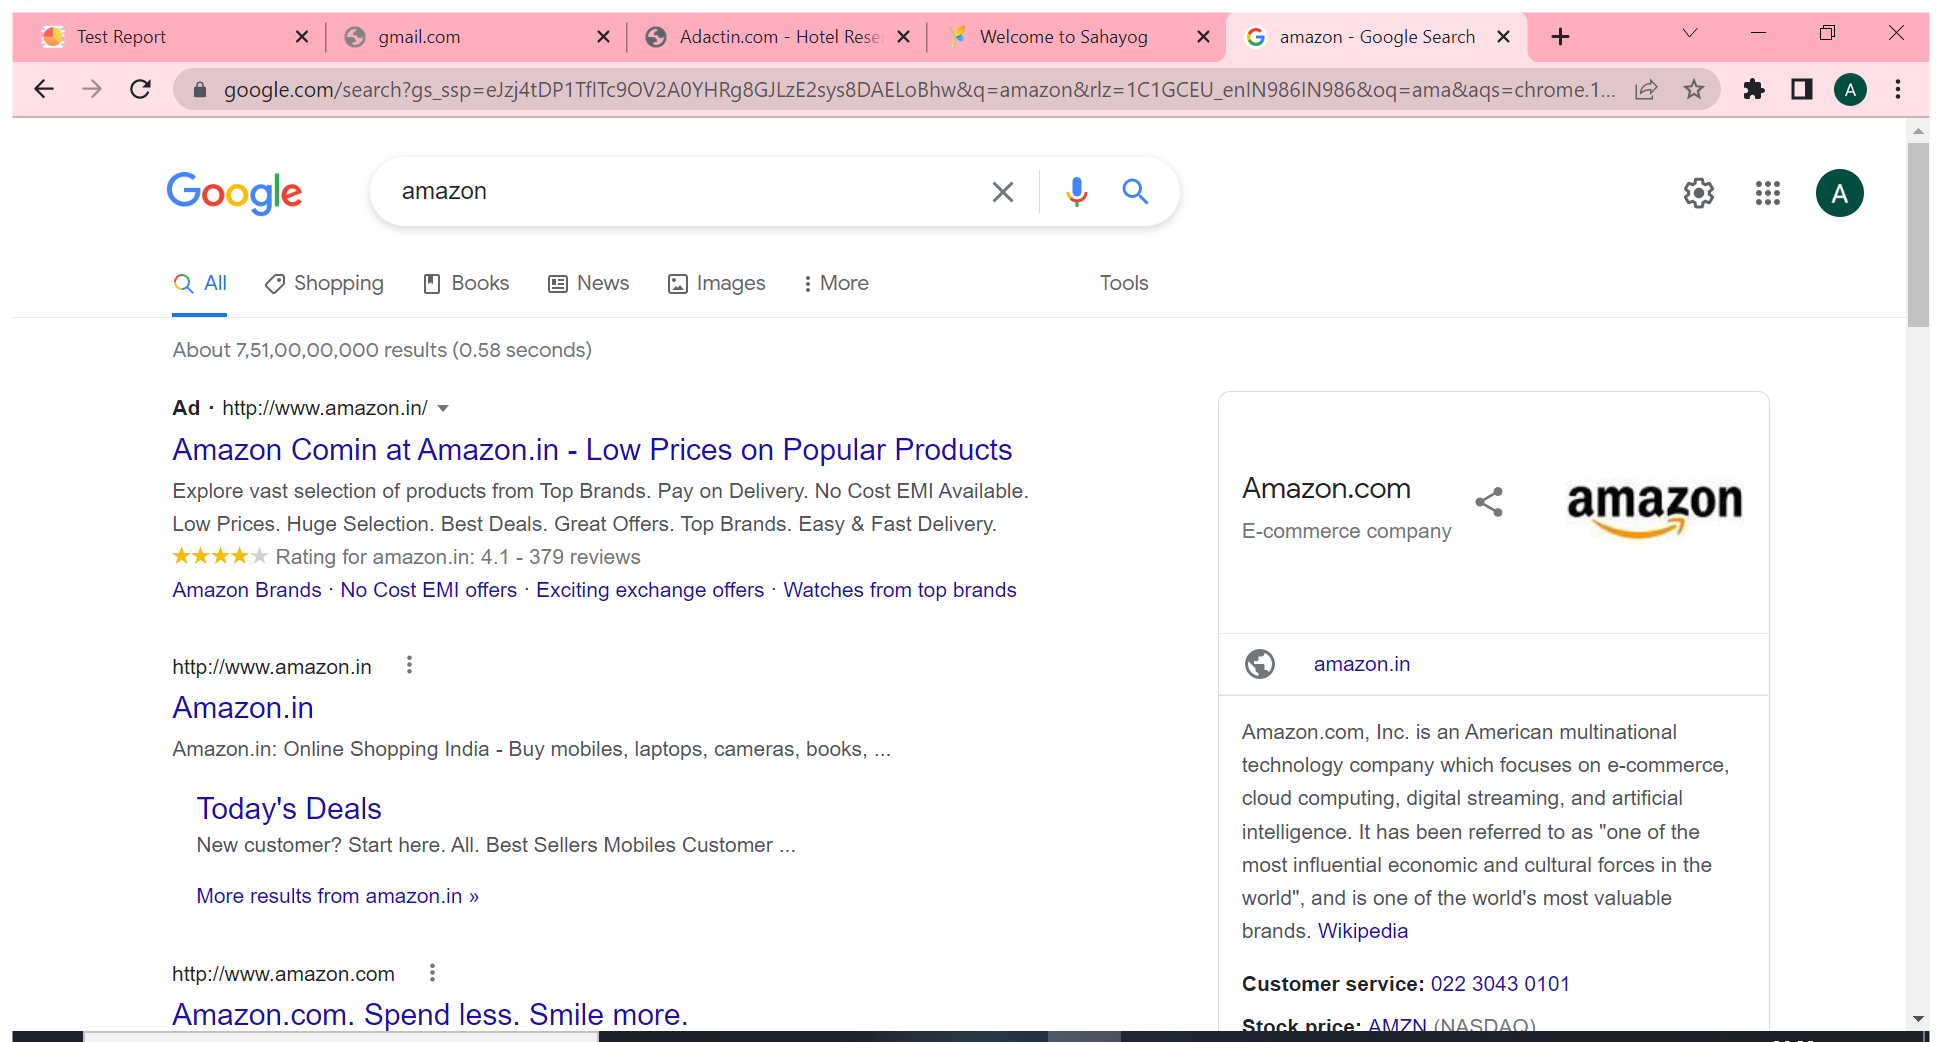 Test Report
gmail.com
Adactin.com - Hotel Rese
Welcome to Sahayog
amazon - Google Search
google.com/search?gs_ssp=eJzj4tDP1TfITc9OV2A0YHRg8GJLzE2sys8DAELoBhw&q=amazon&rlz=1C1GCEU_enIN986IN986&oq=ama&aqs=chrome.1...
A
Google
amazon
A
All
Shopping
Books
News
Images
More
Tools
About 7,51,00,00,000 results (0.58 seconds)
Ad · http://www.amazon.in/
Amazon Comin at Amazon.in - Low Prices on Popular Products
Explore vast selection of products from Top Brands. Pay on Delivery. No Cost EMI Available.
Low Prices. Huge Selection. Best Deals. Great Offers. Top Brands. Easy & Fast Delivery.
Rating for amazon.in: 4.1 - 379 reviews
Amazon Brands · No Cost EMI offers · Exciting exchange offers · Watches from top brands
http://www.amazon.in
Amazon.in
Amazon.in: Online Shopping India - Buy mobiles, laptops, cameras, books, ...
Today's Deals
New customer? Start here. All. Best Sellers Mobiles Customer ...
More results from amazon.in »
http://www.amazon.com
Amazon.com. Spend less. Smile more.
Amazon.com
E-commerce company
amazon
amazon.in
Amazon.com, Inc. is an American multinational
technology company which focuses on e-commerce,
cloud computing, digital streaming, and artificial
intelligence. It has been referred to as "one of the
most influential economic and cultural forces in the
world", and is one of the world's most valuable
brands. Wikipedia
Customer service: 022 3043 0101
Stock price: AMZN (NASDAQ)